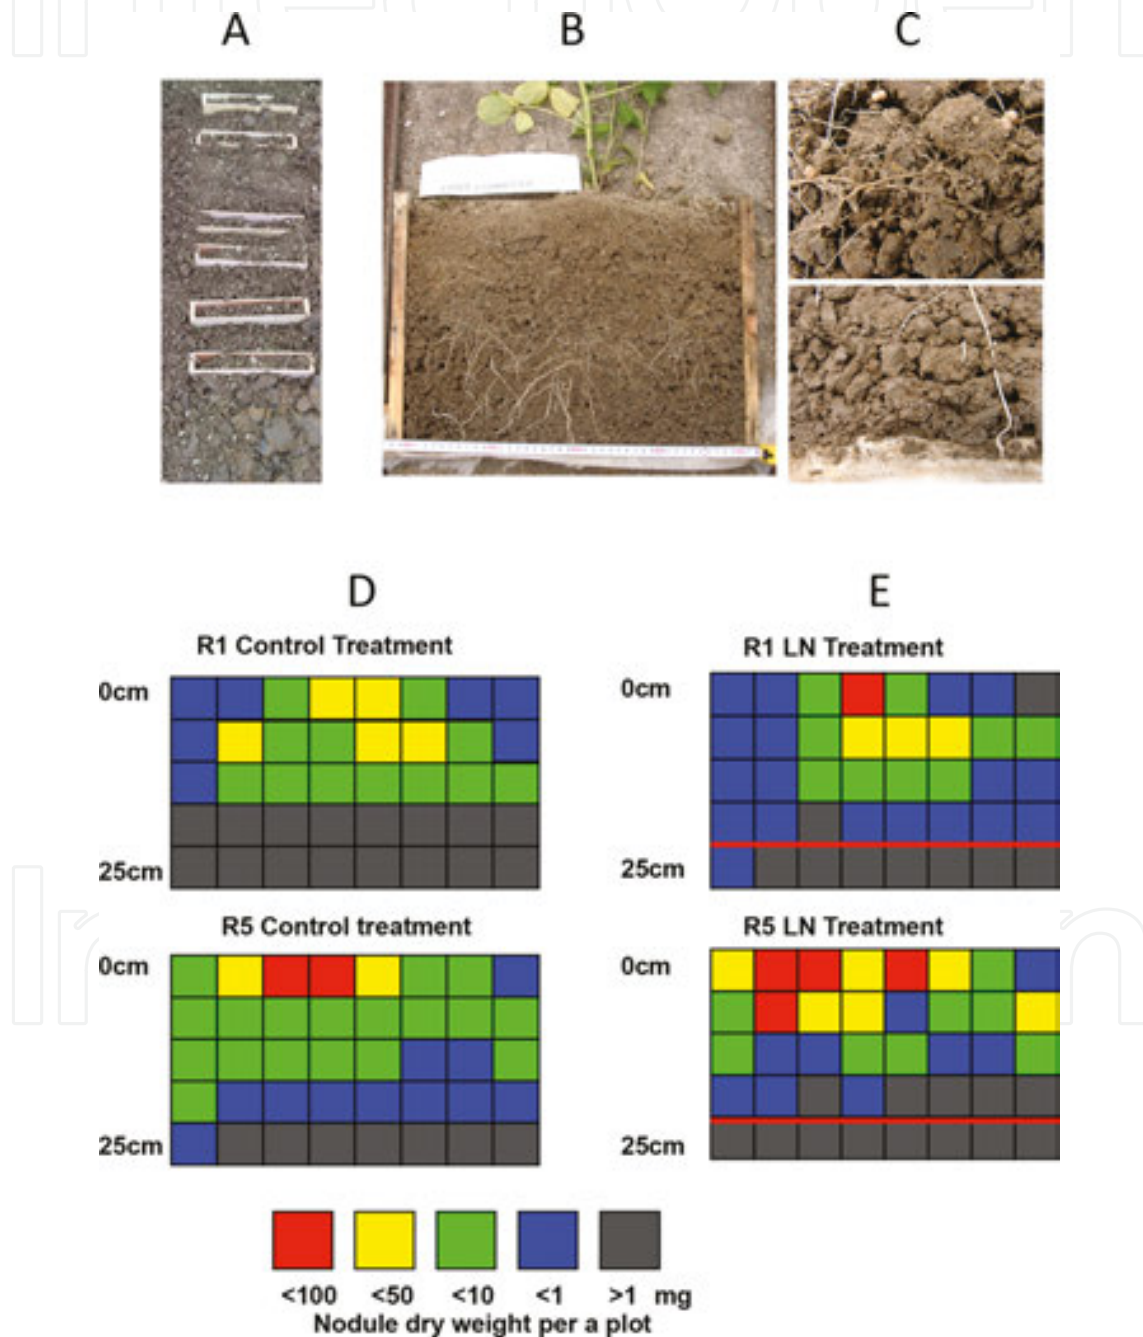 A B C
D E
R1 Control Treatment
R1 LN Treatment
0cm
0cm
25cm
25cm
R5 Control treatment
R5 LN Treatment
0cm
0cm
25cm
25cm
<100 <50 <10 <1 >1 mg
Nodule dry weight per a plot